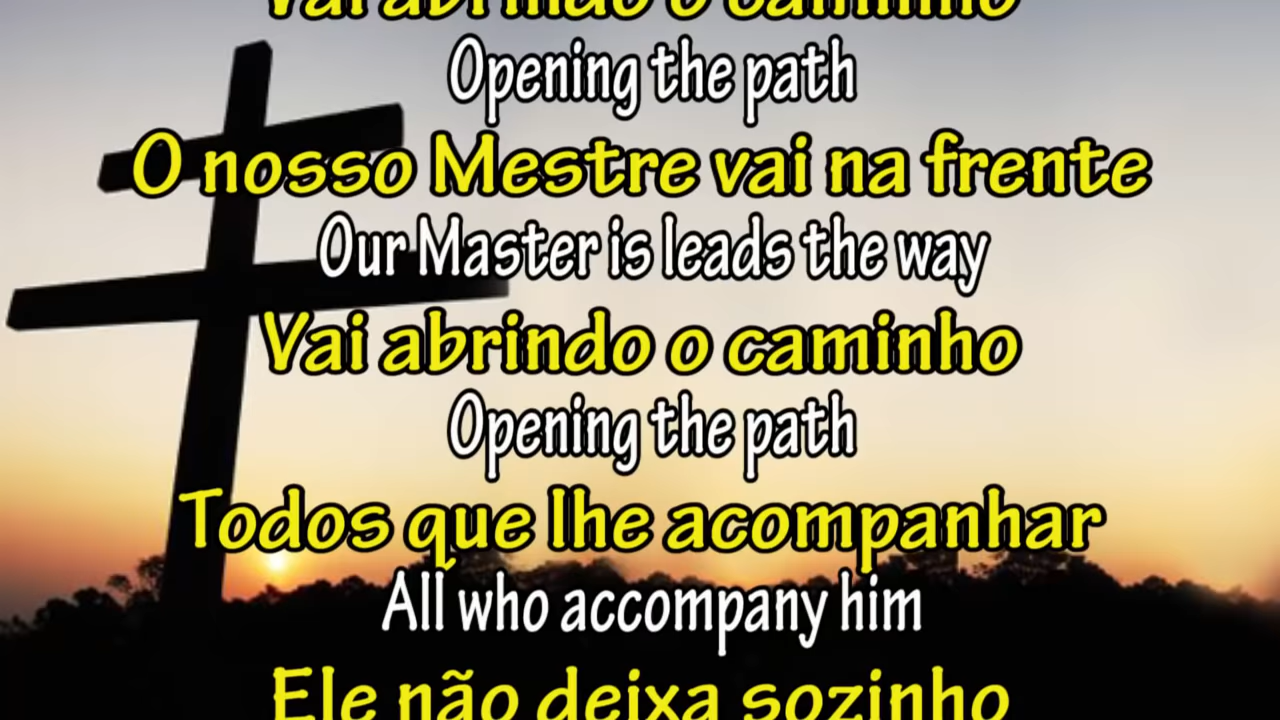 Vai abrindo o caminho
Opening the path
O nosso Mestre vai na frente
Our Master is leads the way
Vai abrindo o caminho
Opening the path
Todos que lhe acompanhar
All who accompany him
Ele não deixa sozinho